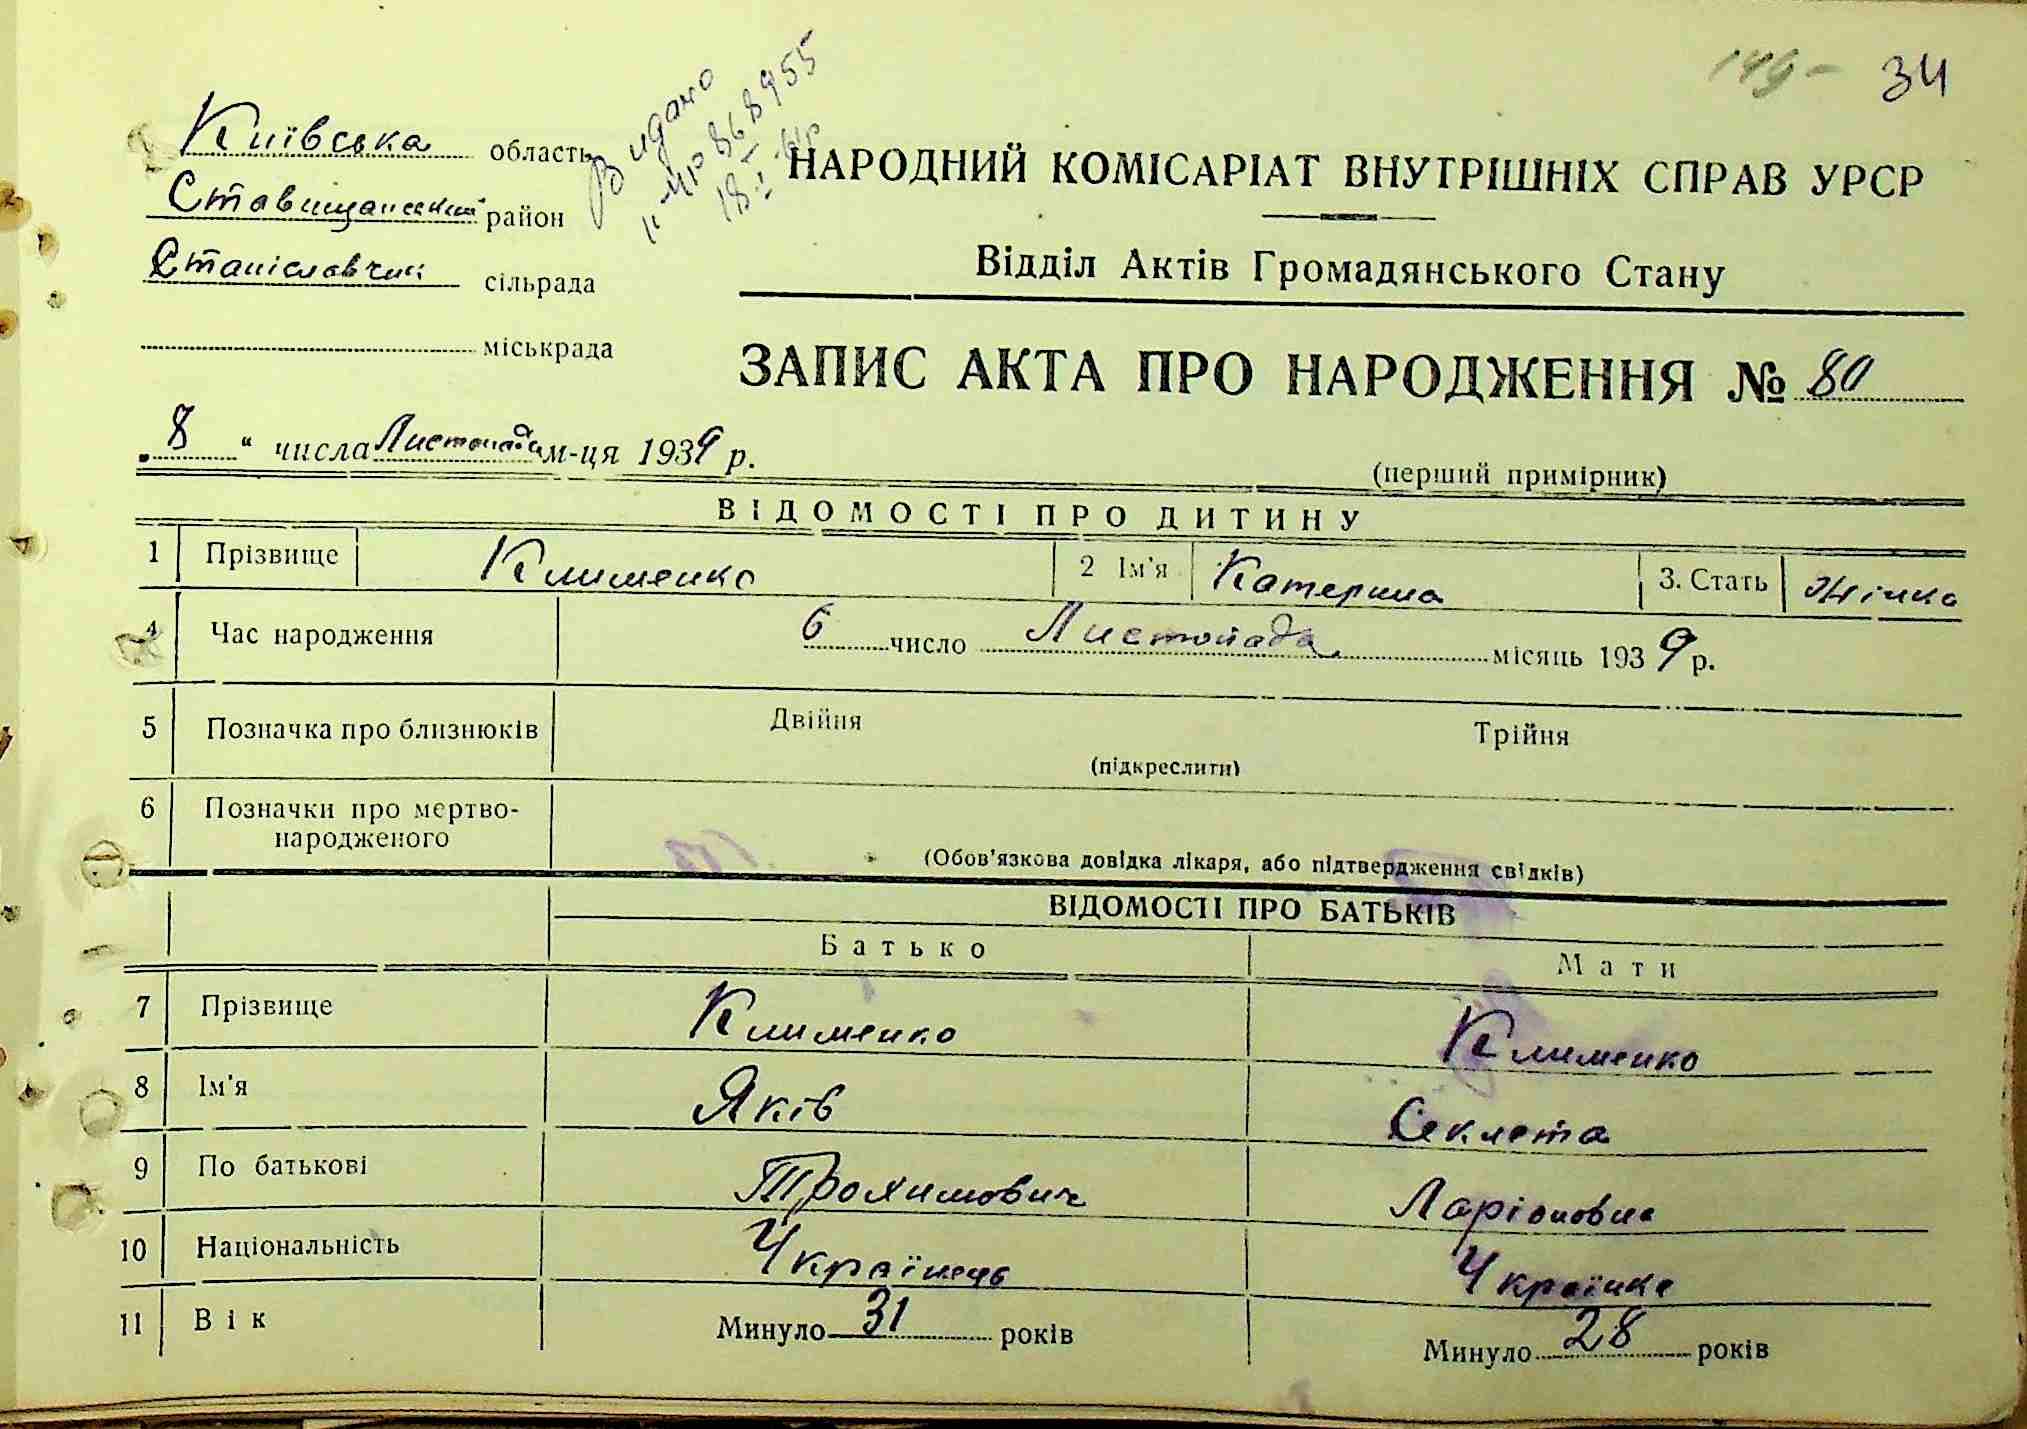 149- 34
Київська область
Ставищанський район
Станіславчик сільрада
міськрада
Видано
868955
НАРОДНИЙ КОМІСАРІАТ ВНУТРІШНІХ СПРАВ УРСР
Відділ Актів Громадянського Стану
ЗАПИС АКТА ПРО НАРОДЖЕННЯ № 80
„8“ числа Листопада м-ця 1939 р.
(перший примірник)
ВІДОМОСТІ ПРО ДИТИНУ
1 Прізвище Клименко 2 Ім'я Катерина 3. Стать Жінка
4 Час народження 6 число Листопада місяць 1939 р.
5 Позначка про близнюків Двійня Трійня
(підкреслити)
6 Позначки про мертво-
народженого
(Обов'язкова довідка лікаря, або підтвердження свідків)
ВІДОМОСТІ ПРО БАТЬКІВ
Батько Мати
7 Прізвище Клименко Клименко
8 Ім'я Яків Секлета
9 По батькові Трохимович Ларіоновна
10 Національність Українець Українка
11 Вік Минуло 31 років Минуло 28 років